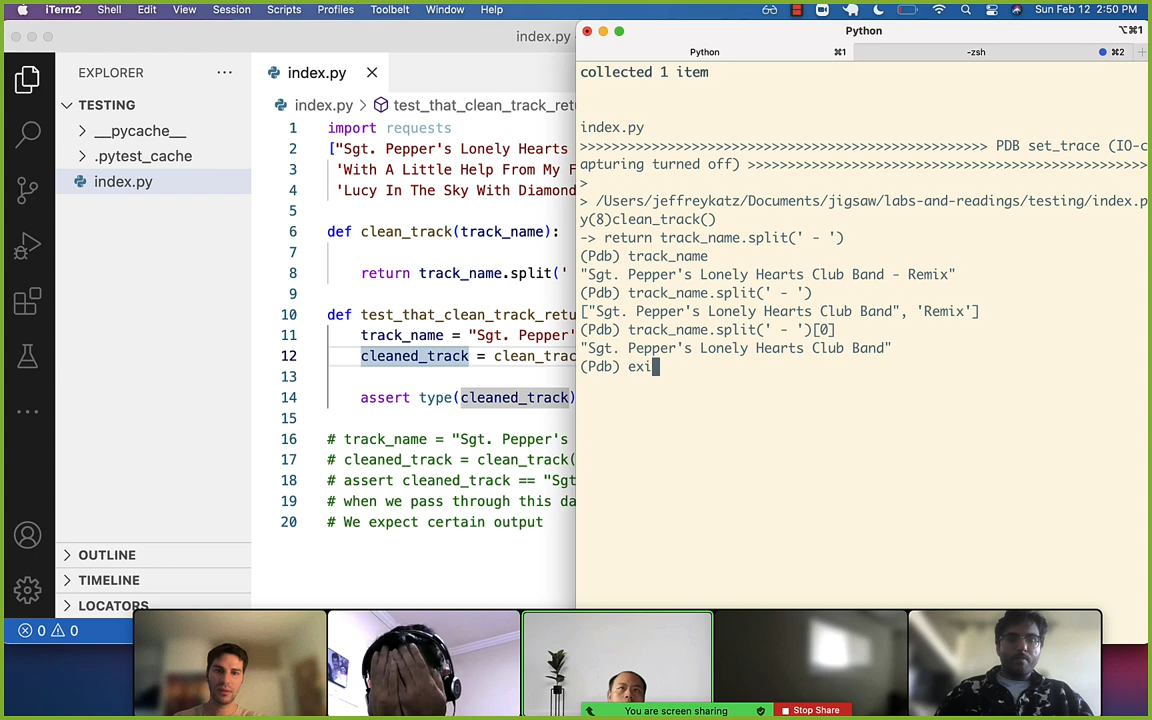 iTerm2 Shell Edit View Session Scripts Profiles Toolbelt Window Help Sun Feb 12 2:50 PM
index.py
EXPLORER ···
TESTING
__pycache__
.pytest_cache
index.py
OUTLINE
TIMELINE
LOCATORS
0 0
index.py
index.py > test_that_clean_track_retu
1 import requests
2 ["Sgt. Pepper's Lonely Hearts
3 'With A Little Help From My F
4 'Lucy In The Sky With Diamond
5
6 def clean_track(track_name):
7
8 return track_name.split('
9
10 def test_that_clean_track_retu
11 track_name = "Sgt. Pepper'
12 cleaned_track = clean_trac
13
14 assert type(cleaned_track)
15
16 # track_name = "Sgt. Pepper's
17 # cleaned_track = clean_track(
18 # assert cleaned_track == "Sgt
19 # when we pass through this da
20 # We expect certain output
Python ⌥⌘1
Python ⌘1 -zsh ⌘2
collected 1 item
index.py
>>>>>>>>>>>>>>>>>>>>>>>>>>>>>>>>>>>>>>>>>>>>>>>>>> PDB set_trace (IO-c
apturing turned off) >>>>>>>>>>>>>>>>>>>>>>>>>>>>>>>>>>>>>>>>>>>>>>>>>
>
> /Users/jeffreykatz/Documents/jigsaw/labs-and-readings/testing/index.p
y(8)clean_track()
-> return track_name.split(' - ')
(Pdb) track_name
"Sgt. Pepper's Lonely Hearts Club Band - Remix"
(Pdb) track_name.split(' - ')
["Sgt. Pepper's Lonely Hearts Club Band", 'Remix']
(Pdb) track_name.split(' - ')[0]
"Sgt. Pepper's Lonely Hearts Club Band"
(Pdb) exi
You are screen sharing Stop Share